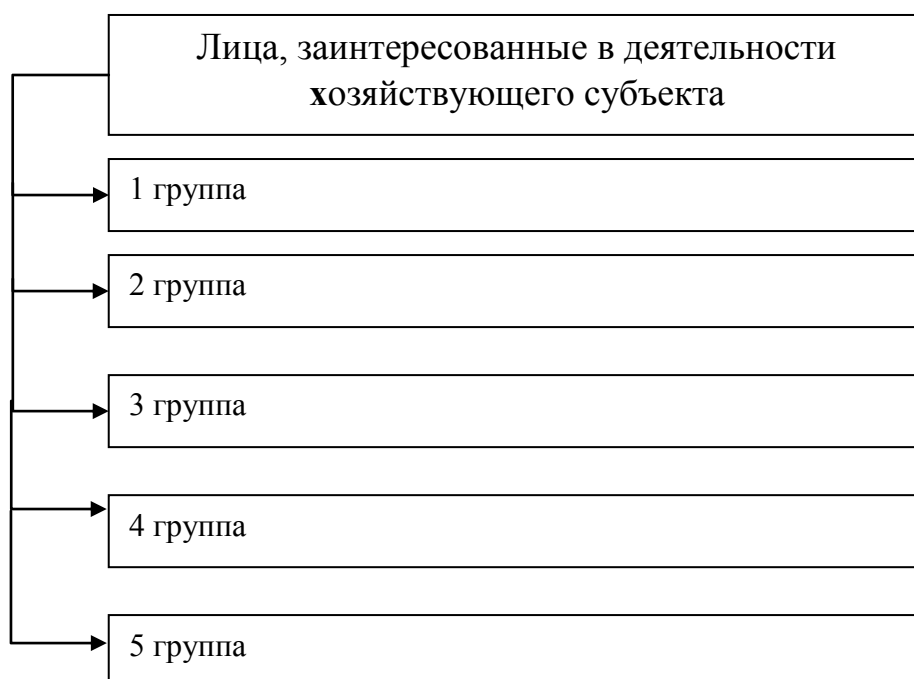 Лица, заинтересованные в деятельности
хозяйствующего субъекта
1 группа
2 группа
3 группа
4 группа
5 группа